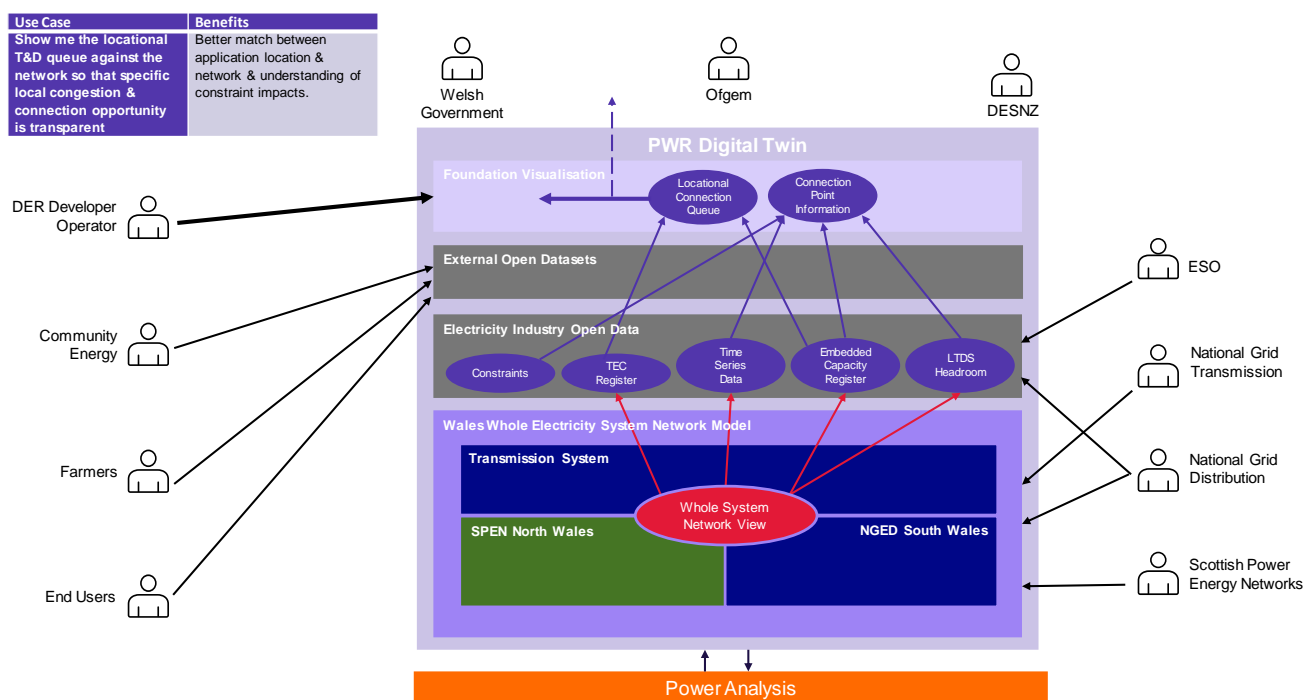 Use Case
Benefits
Show me the locational
T&D queue against the
network so that specific
local congestion &
connection opportunity
is transparent
Better match between
application location &
network & understanding of
constraint impacts.
Welsh
Government
Ofgem
DESNZ
PWR Digital Twin
Foundation Visualisation
Locational
Connection
Queue
Connection
Point
Information
DER Developer
Operator
External Open Datasets
ESO
Community
Energy
Electricity Industry Open Data
Constraints
TEC
Register
Time
Series
Data
Embedded
Capacity
Register
LTDS
Headroom
National Grid
Transmission
Wales Whole Electricity System Network Model
Transmission System
Farmers
National Grid
Distribution
Whole System
Network View
SPEN North Wales
NGED South Wales
End Users
Scottish Power
Energy Networks
Power Analysis